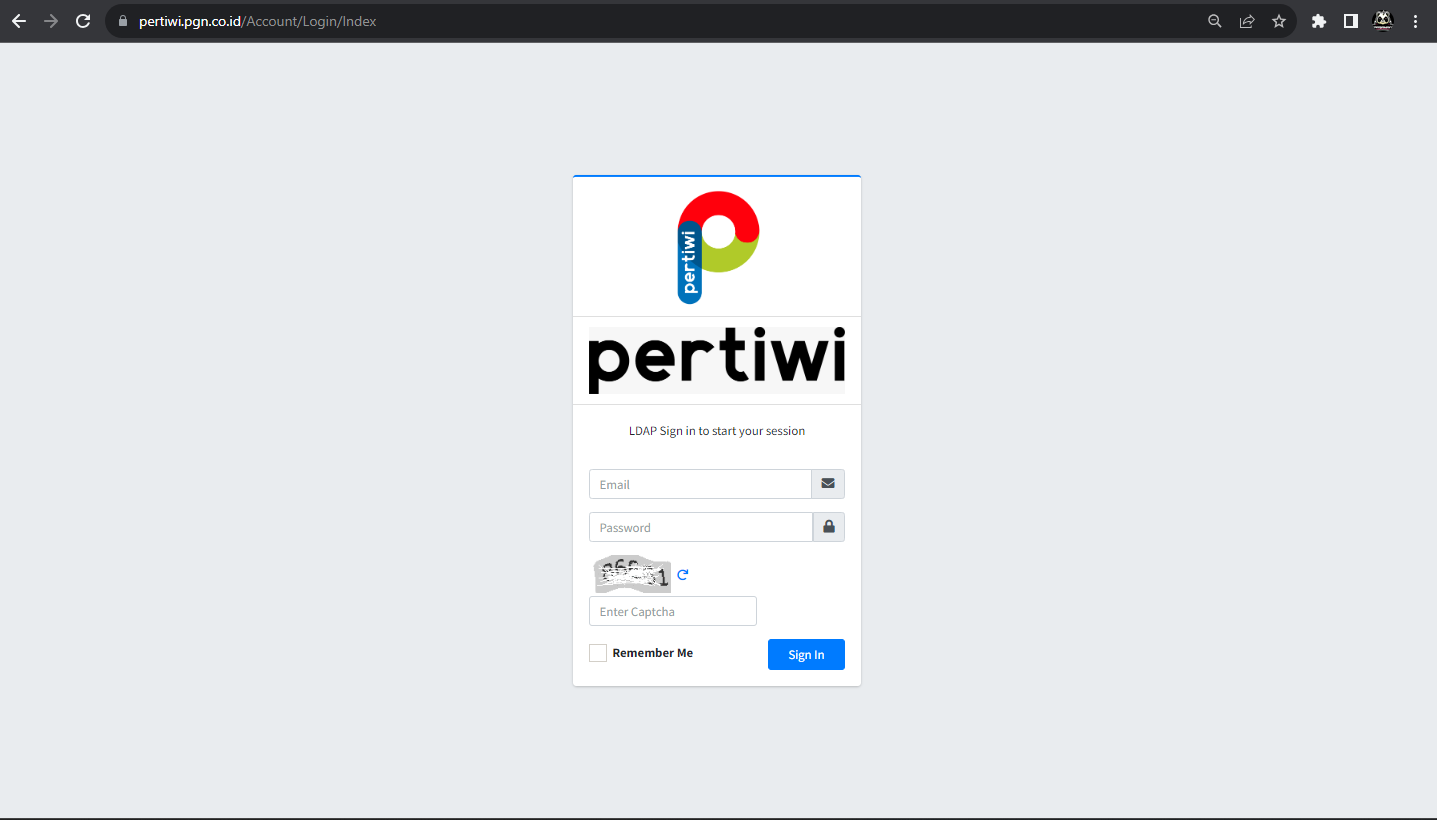 pertiwi.pgn.co.id/Account/Login/Index
pertiwi
pertiwi
LDAP Sign in to start your session
Email
Password
Enter Captcha
Remember Me
Sign In